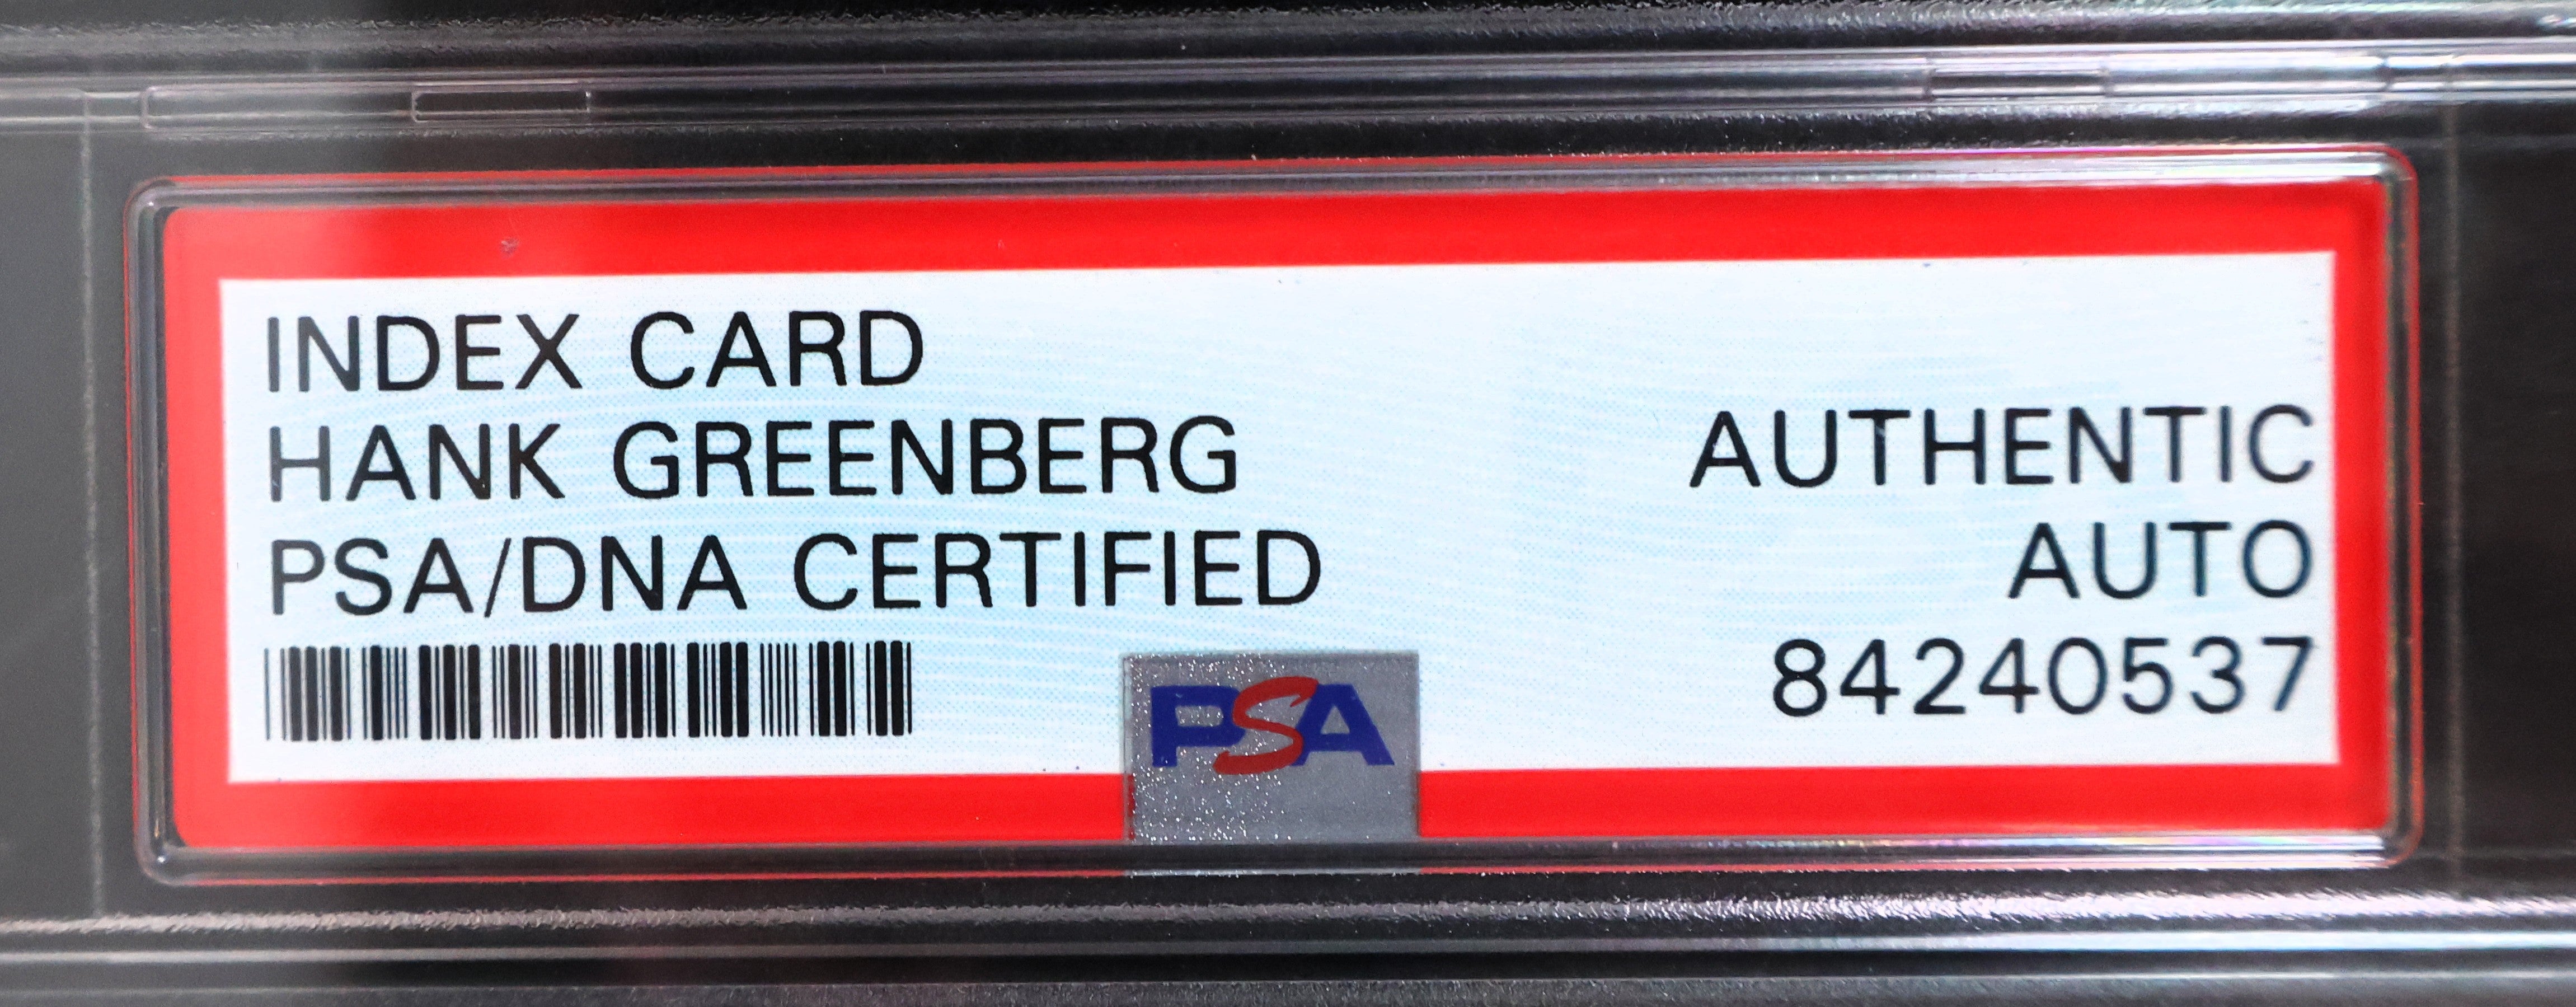 INDEX CARD
HANK GREENBERG
PSA/DNA CERTIFIED
AUTHENTIC
AUTO
84240537
PSA